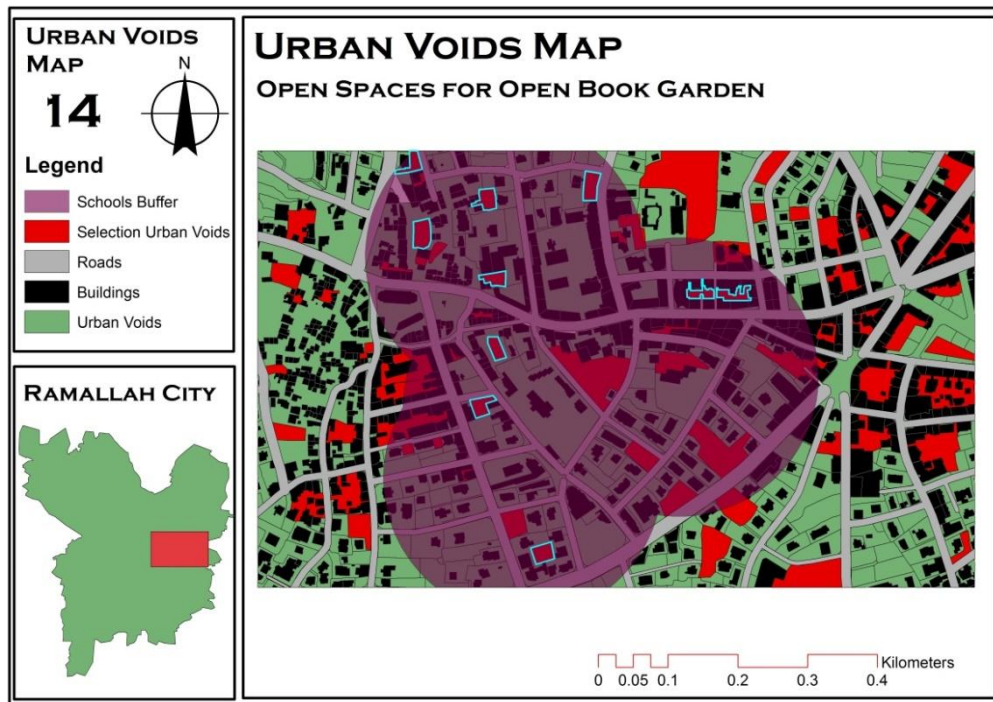 URBAN VOIDS
MAP
14
N
Legend
Schools Buffer
Selection Urban Voids
Roads
Buildings
Urban Voids
RAMALLAH CITY
URBAN VOIDS MAP
OPEN SPACES FOR OPEN BOOK GARDEN
Kilometers
0 0.05 0.1 0.2 0.3 0.4